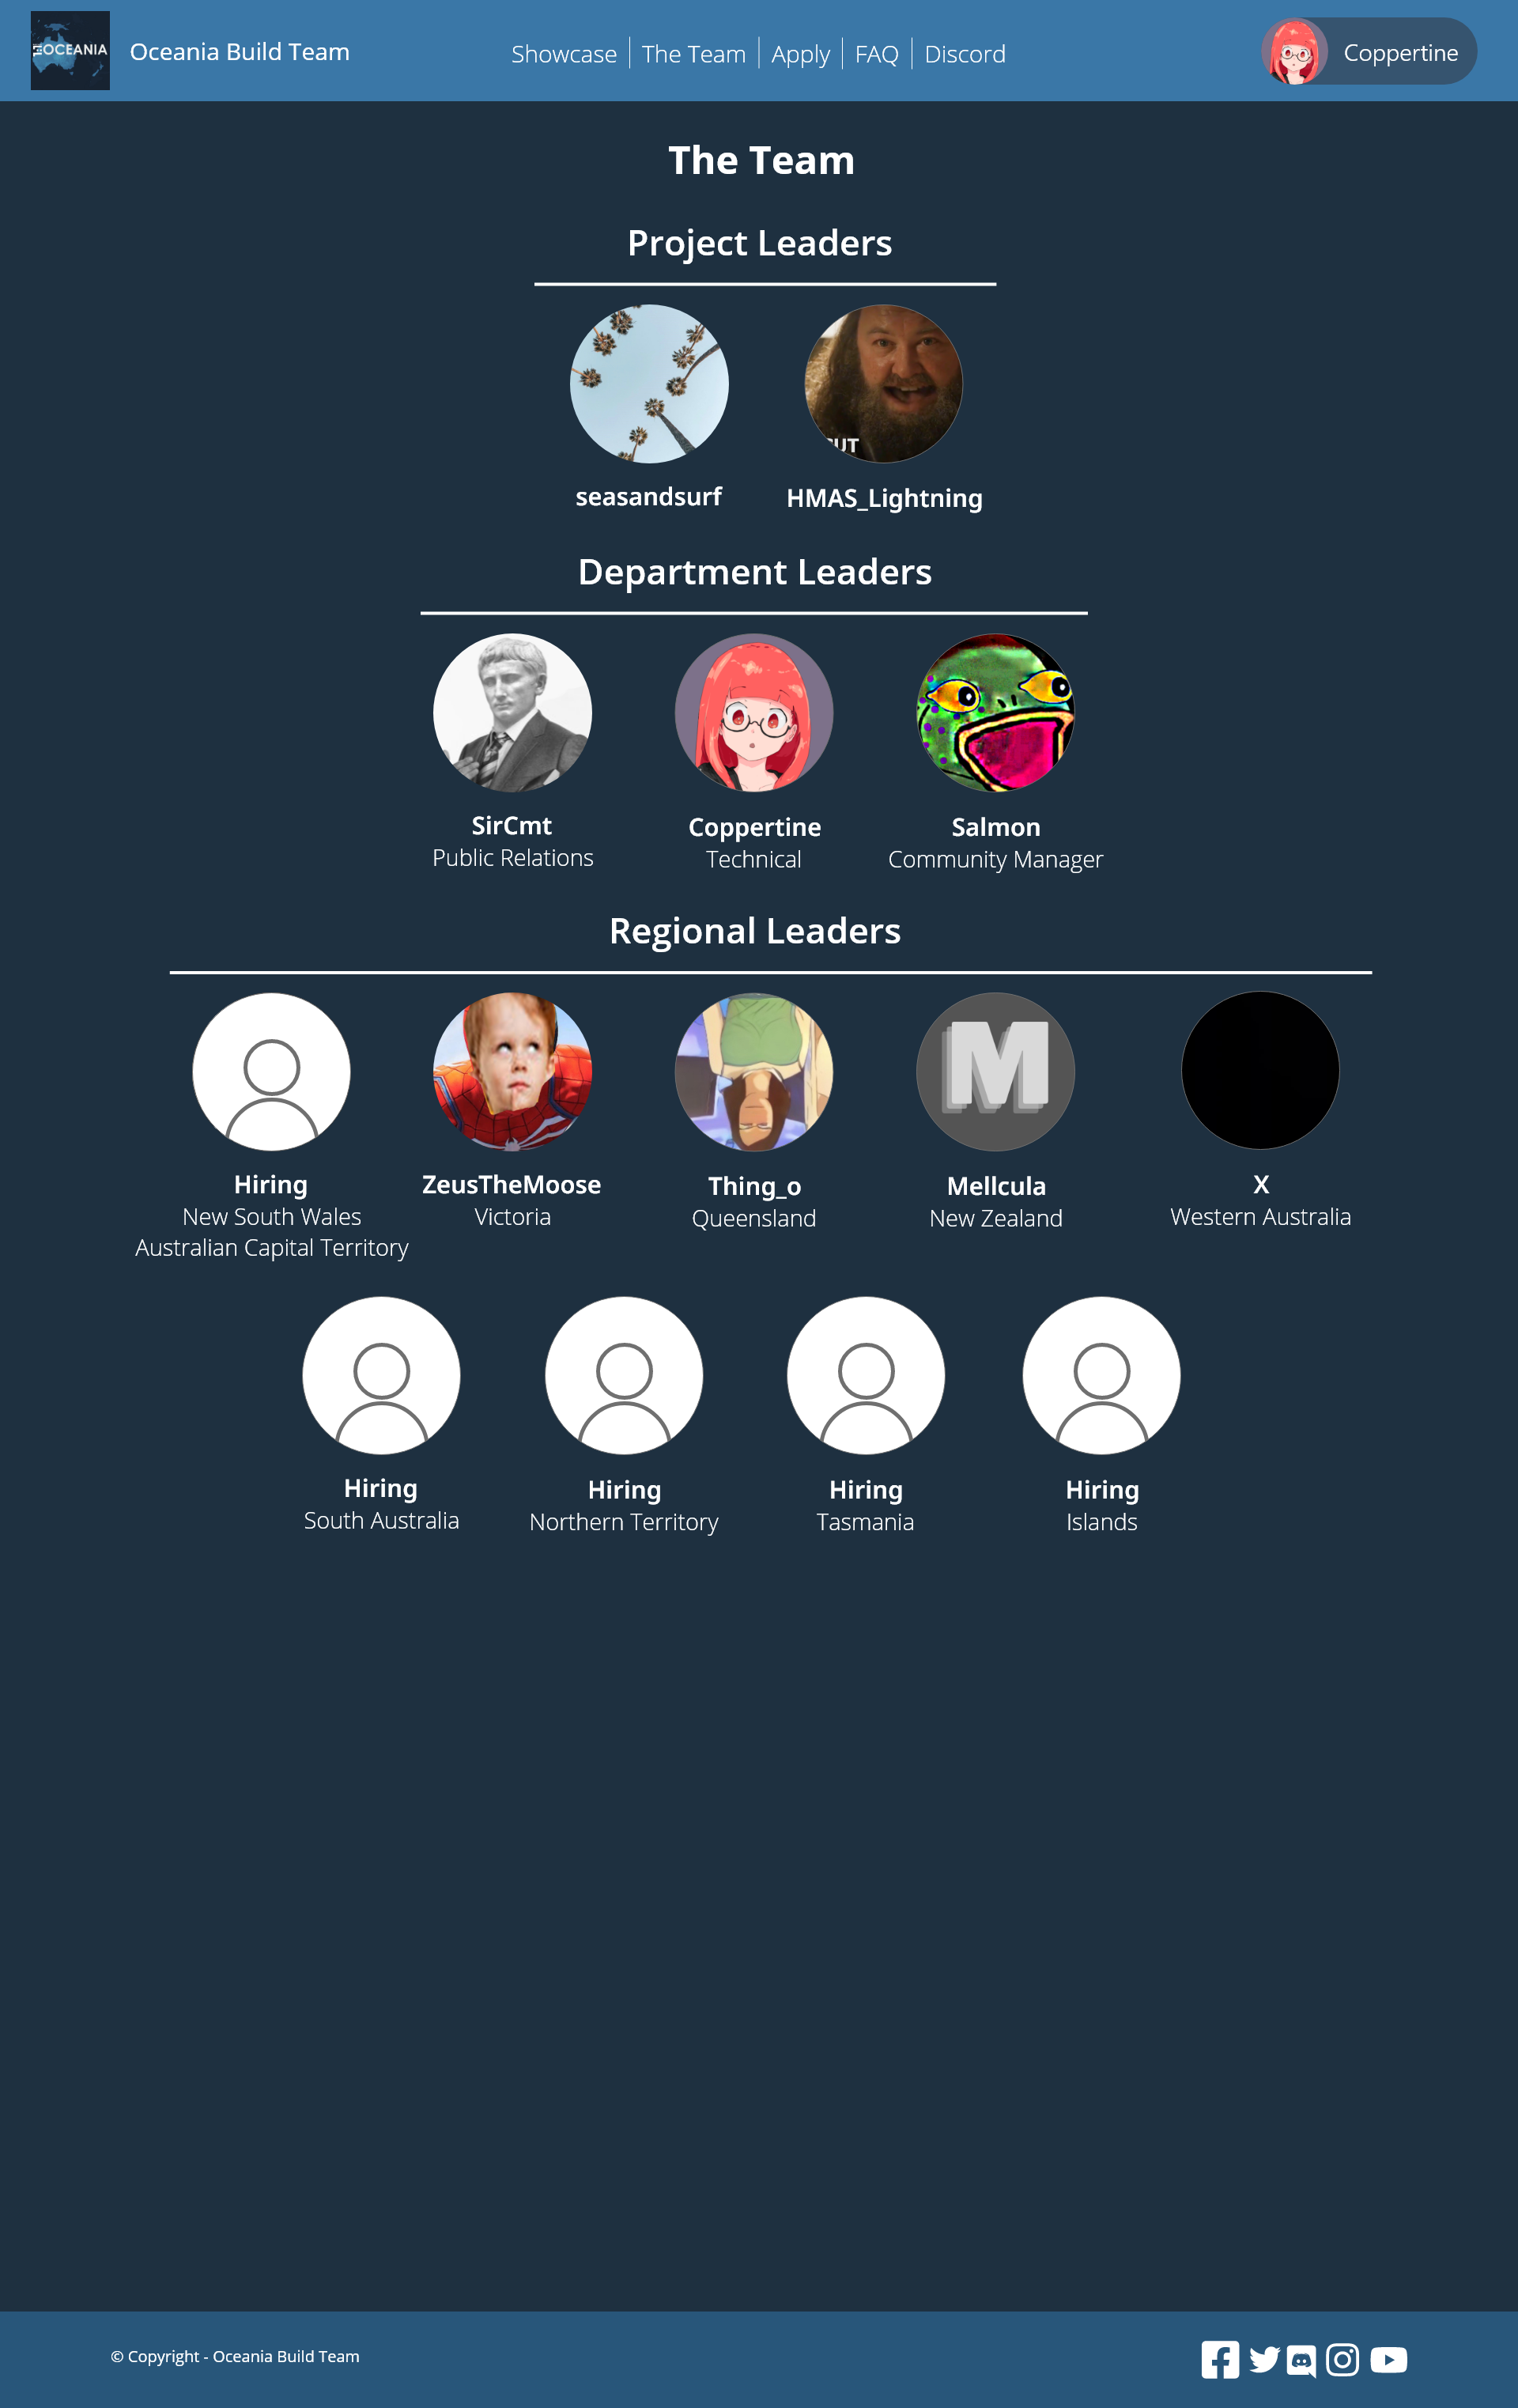 OCEANIA
Oceania Build Team
Showcase
The Team
Apply
FAQ
Discord
Coppertine
The Team
Project Leaders
seasandsurf
HMAS_Lightning
Department Leaders
SirCmt
Public Relations
Coppertine
Technical
Salmon
Community Manager
Regional Leaders
M
Hiring
New South Wales
Australian Capital Territory
ZeusTheMoose
Victoria
Thing_o
Queensland
Mellcula
New Zealand
X
Western Australia
Hiring
South Australia
Hiring
Northern Territory
Hiring
Tasmania
Hiring
Islands
© Copyright - Oceania Build Team